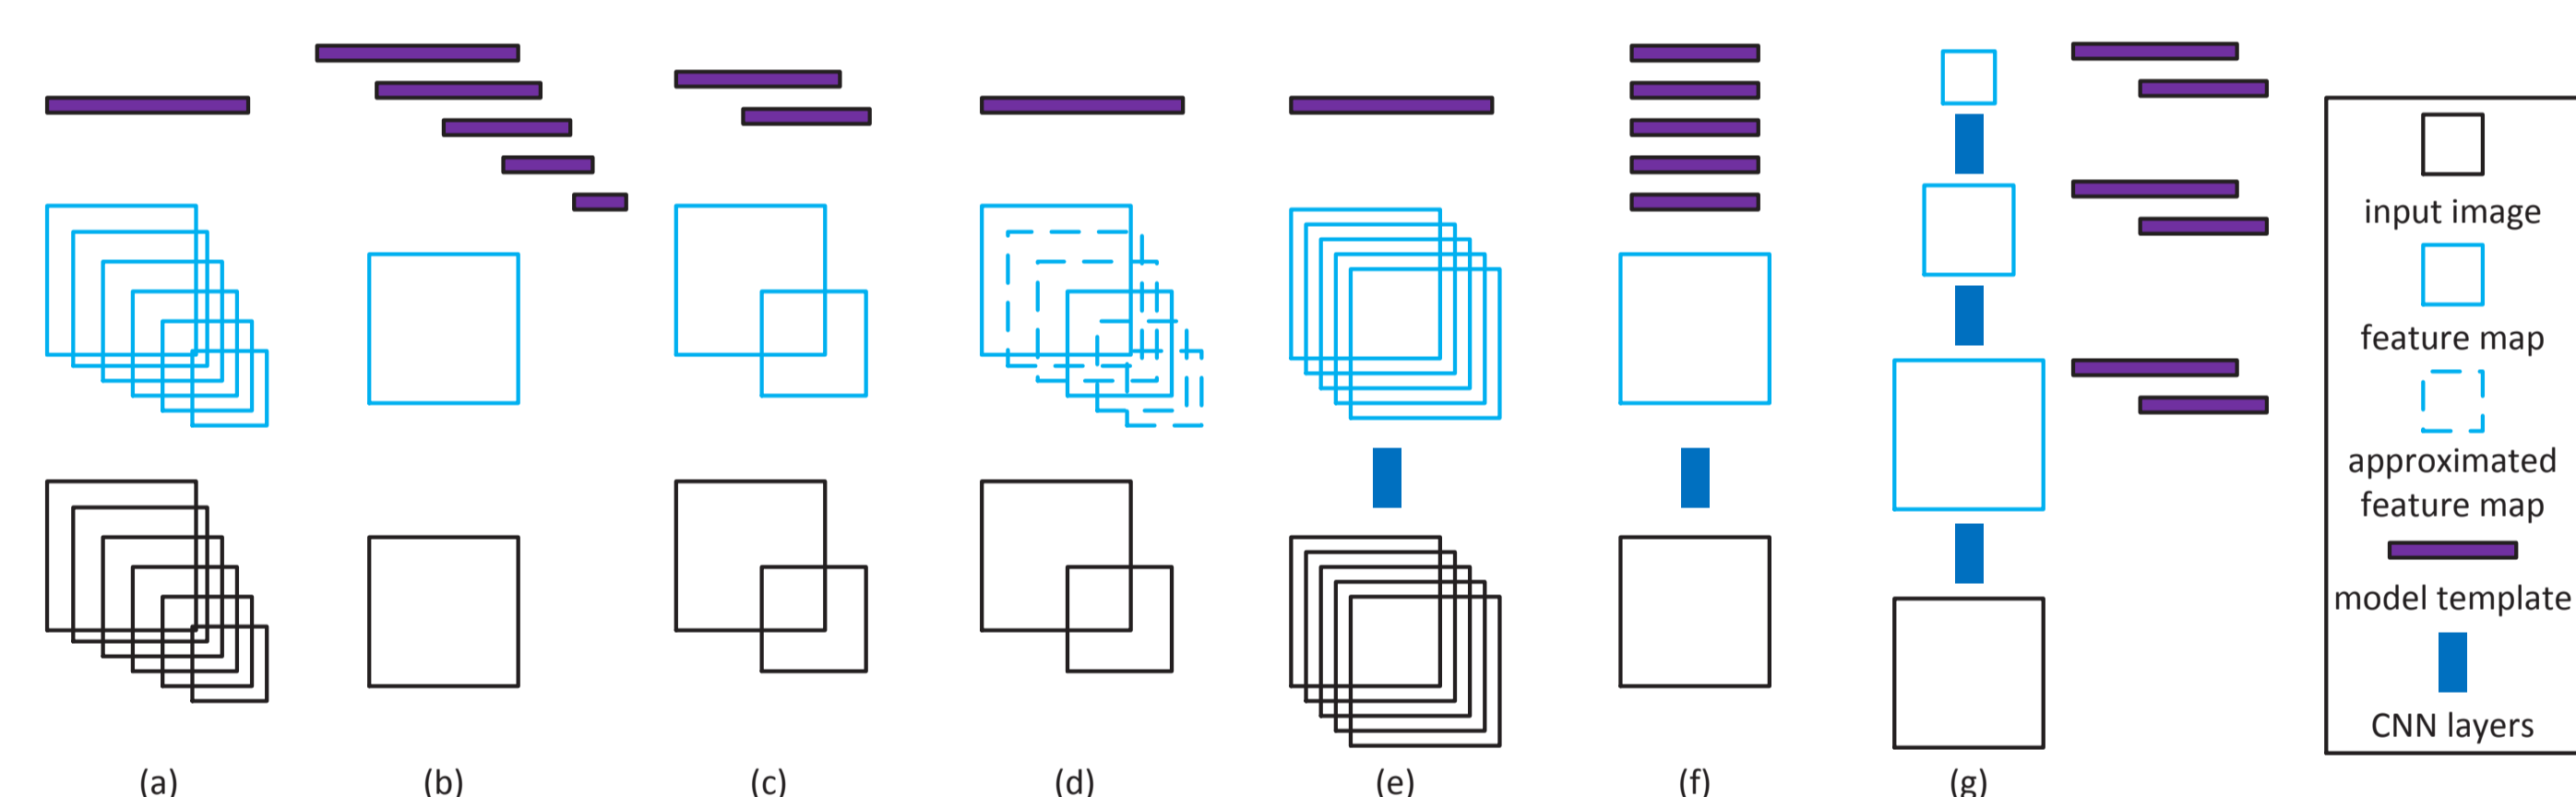 input image
feature map
approximated
feature map
model template
CNN layers
(a) (b) (c) (d) (e) (f) (g)